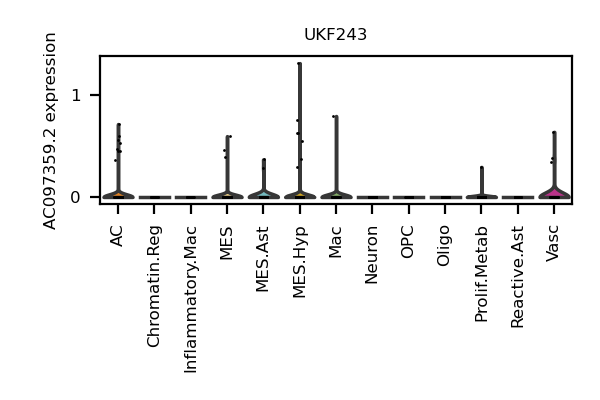 UKF243
AC097359.2 expression
1
0
AC
Chromatin.Reg
Inflammatory.Mac
MES
MES.Ast
MES.Hyp
Mac
Neuron
OPC
Oligo
Prolif.Metab
Reactive.Ast
Vasc